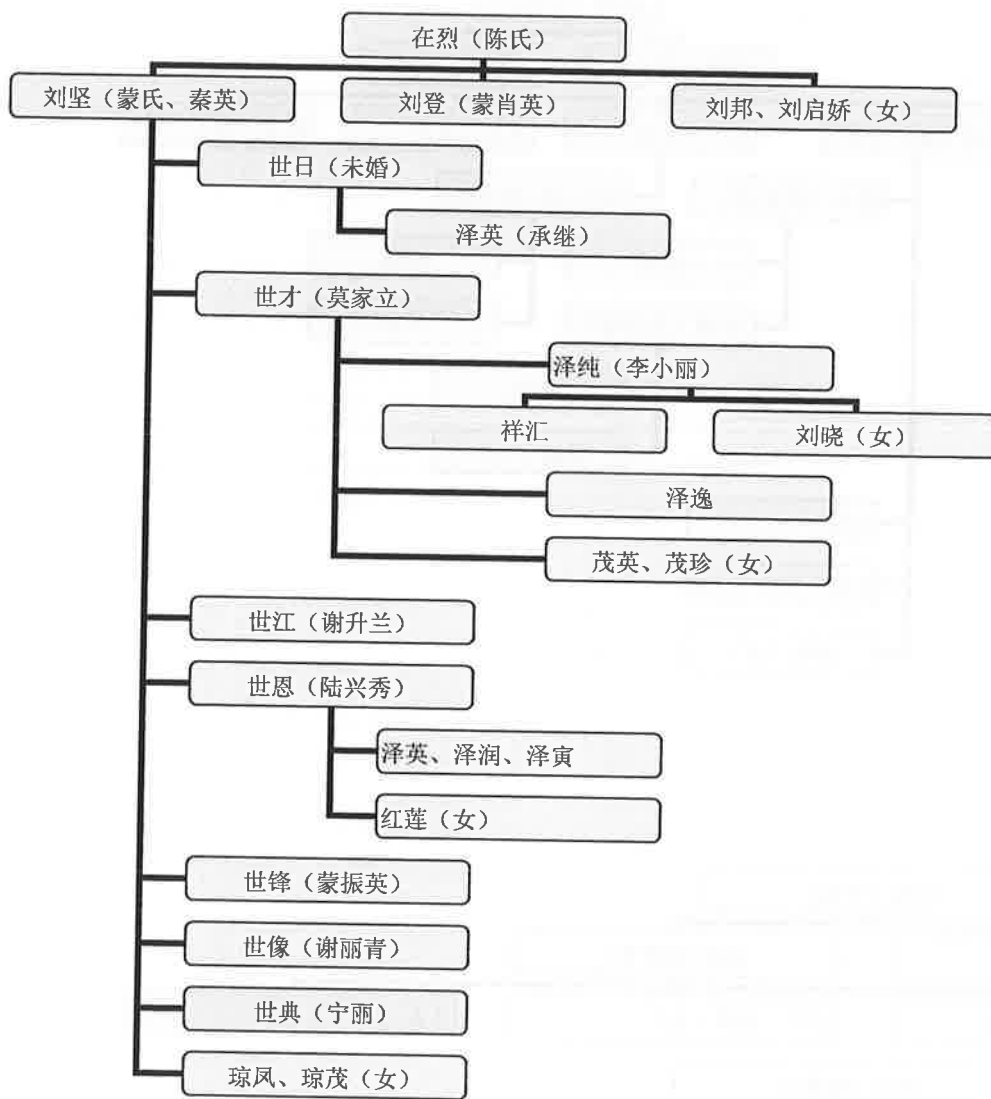 在烈（陈氏）
刘坚（蒙氏、秦英）
刘登（蒙肖英）
刘邦、刘启娇（女）
世日（未婚）
泽英（承继）
世才（莫家立）
泽纯（李小丽）
祥汇
刘晓（女）
泽逸
茂英、茂珍（女）
世江（谢升兰）
世恩（陆兴秀）
泽英、泽润、泽寅
红莲（女）
世锋（蒙振英）
世像（谢丽青）
世典（宁丽）
琼凤、琼茂（女）